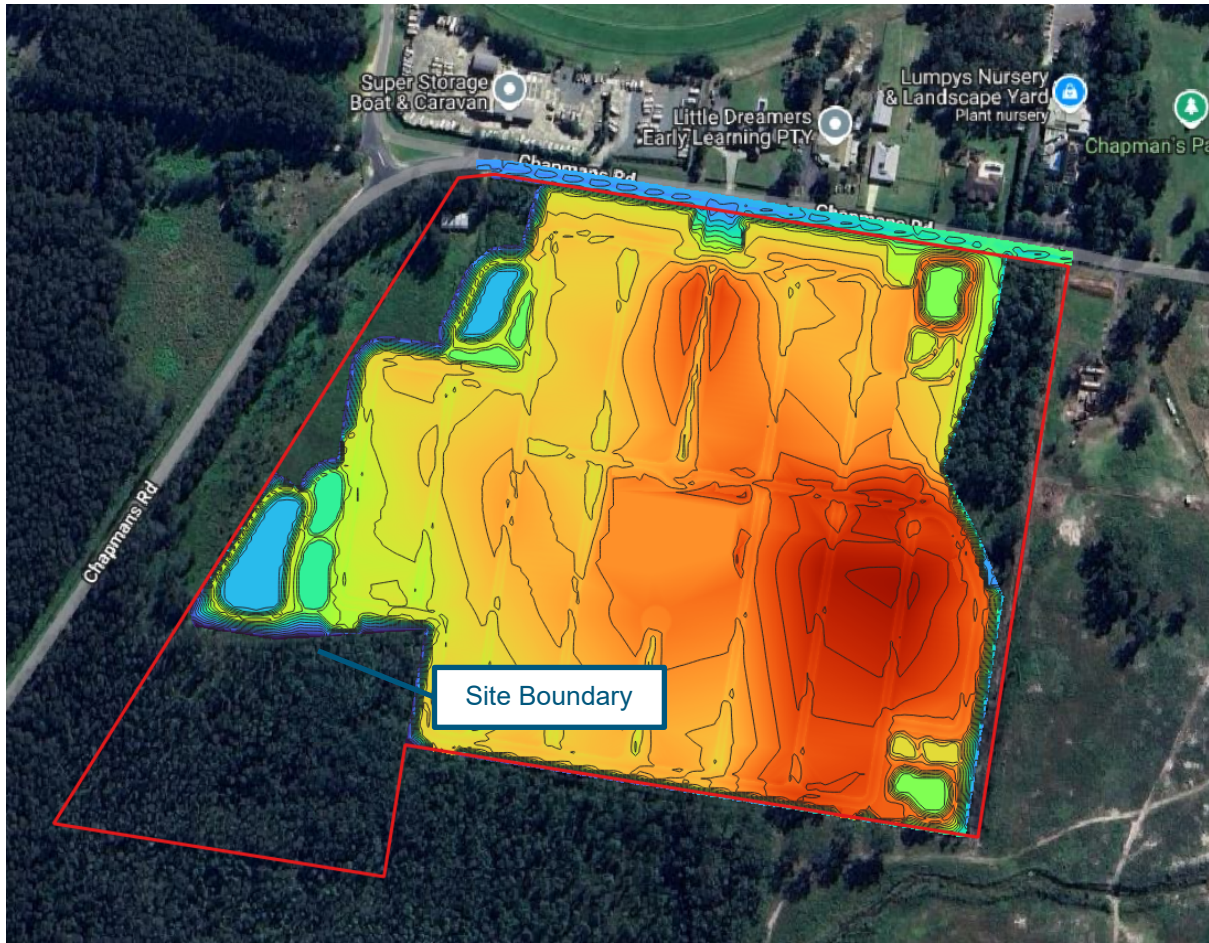 Super Storage
Boat & Caravan
Lumpys Nursery
& Landscape Yard
Plant nursery
Little Dreamers
Early Learning PTY
Chapman's Pa
Chapmans Rd
Chapmans Rd
Chapmans Rd
Site Boundary